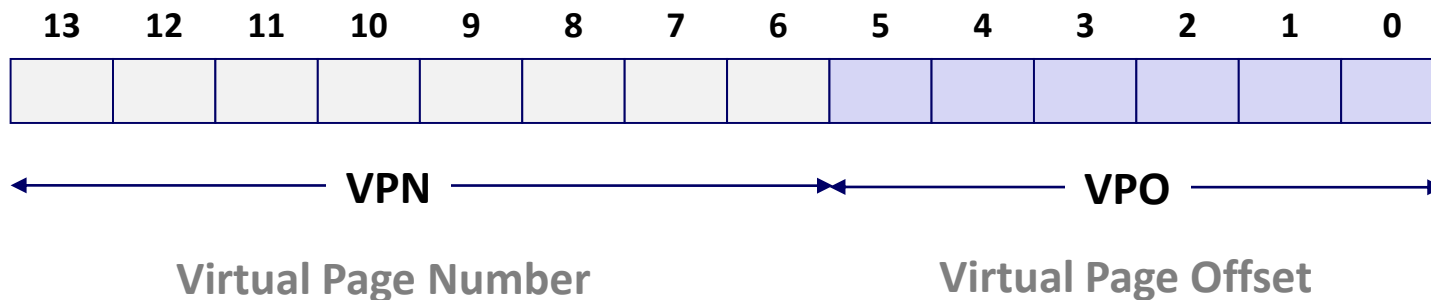 13 12 11 10 9 8 7 6 5 4 3 2 1 0
VPN VPO
Virtual Page Number Virtual Page Offset